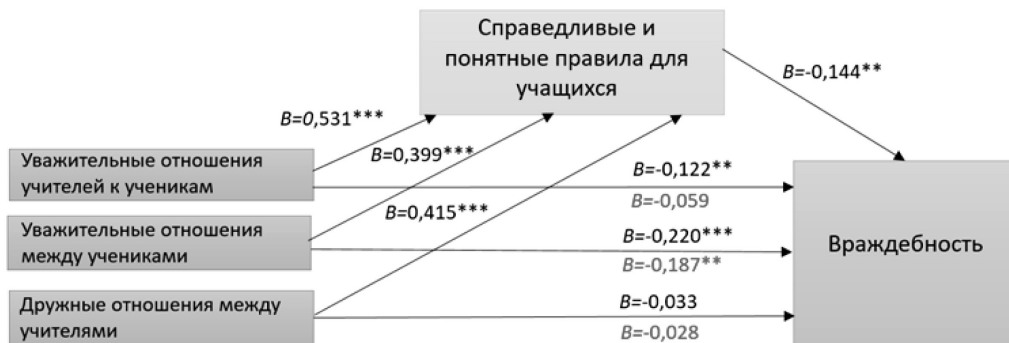 Справедливые и
понятные правила для
учащихся
B=-0,144**
B=0,531***
B=0,399***
Уважительные отношения
учителей к ученикам
B=-0,122**
B=-0,059
B=0,415***
Уважительные отношения
между учениками
B=-0,220***
B=-0,187**
Враждебность
Дружные отношения между
учителями
B=-0,033
B=-0,028